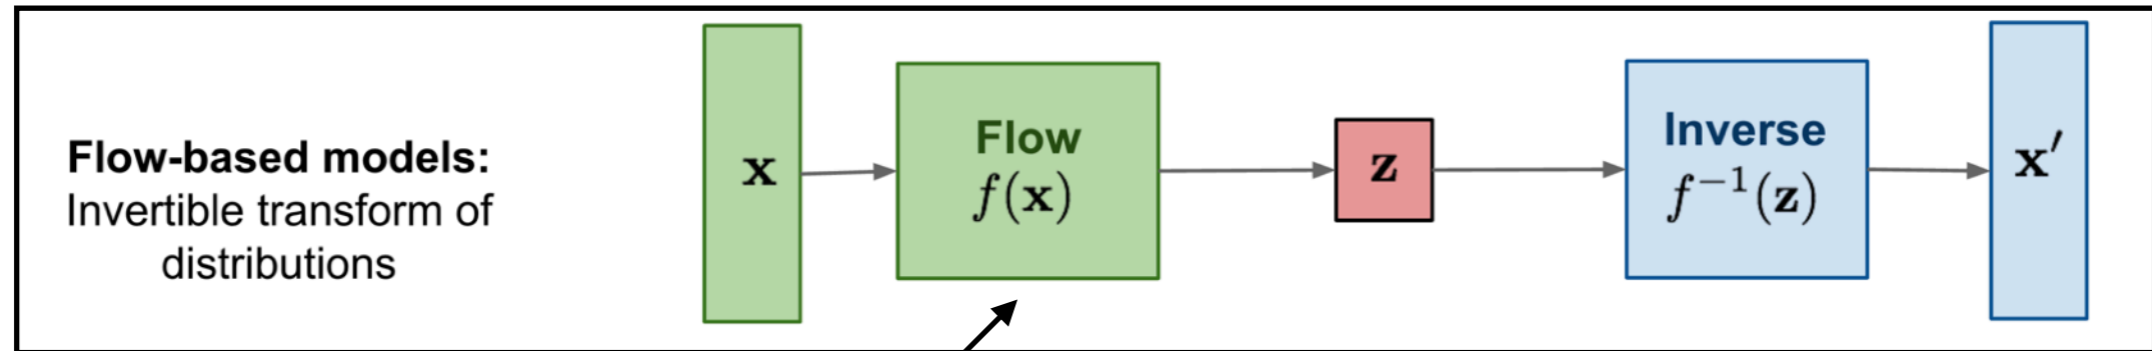 Flow-based models:
Invertible transform of
distributions
x
Flow
f(x)
z
Inverse
f⁻¹(z)
x′